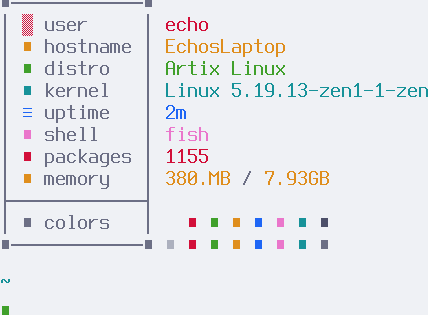 user echo
hostname EchosLaptop
distro Artix Linux
kernel Linux 5.19.13-zen1-1-zen
uptime 2m
shell fish
packages 1155
memory 380.MB / 7.93GB
colors
~